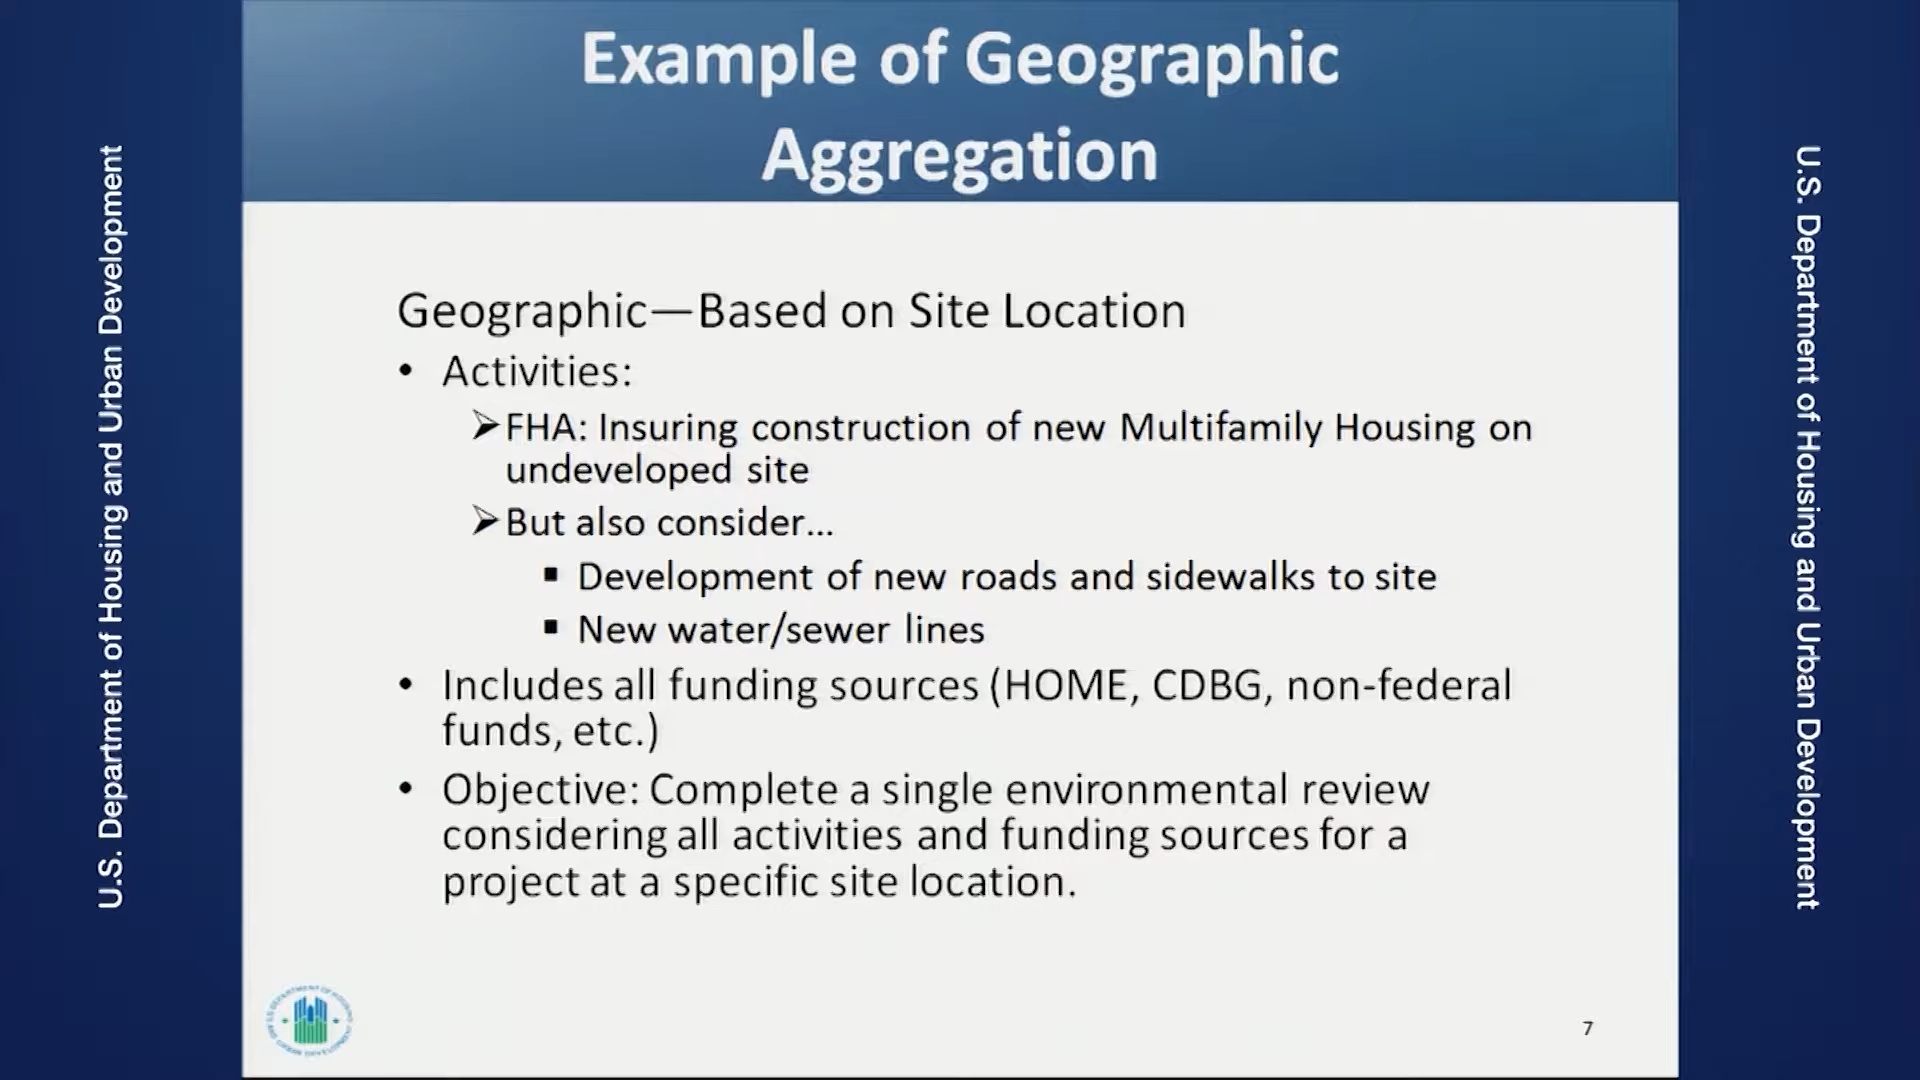 Example of Geographic
Aggregation
U.S. Department of Housing and Urban Development
U.S. Department of Housing and Urban Development
Geographic—Based on Site Location
• Activities:
➢FHA: Insuring construction of new Multifamily Housing on
undeveloped site
➢But also consider...
▪ Development of new roads and sidewalks to site
▪ New water/sewer lines
• Includes all funding sources (HOME, CDBG, non-federal
funds, etc.)
• Objective: Complete a single environmental review
considering all activities and funding sources for a
project at a specific site location.
7